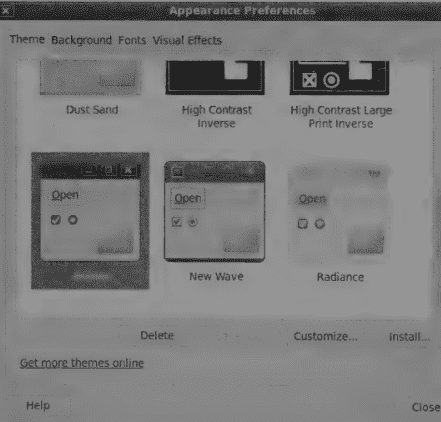 Appearance Preferences
Theme Background Fonts Visual Effects
Dust Sand
High Contrast
Inverse
High Contrast Large
Print Inverse
Open
Open
Open
New Wave
Radiance
Delete
Customize...
Install...
Get more themes online
Help
Close